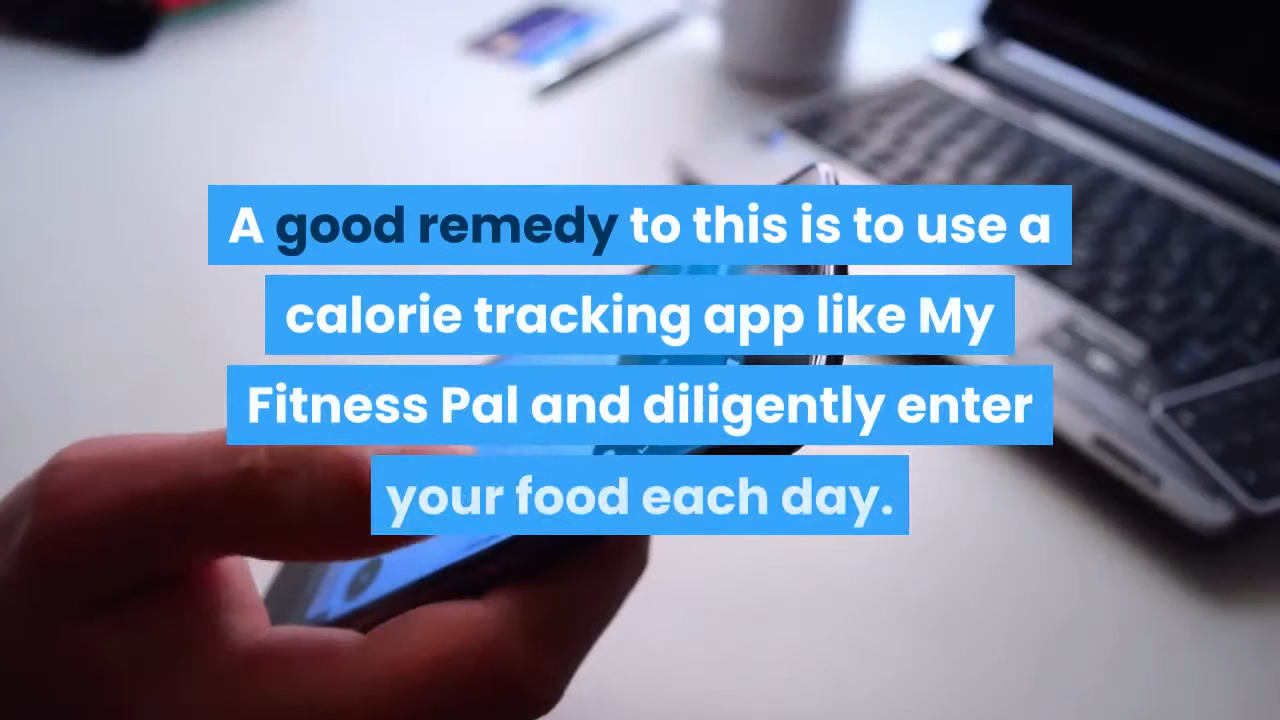 A good remedy to this is to use a
calorie tracking app like My
Fitness Pal and diligently enter
your food each day.